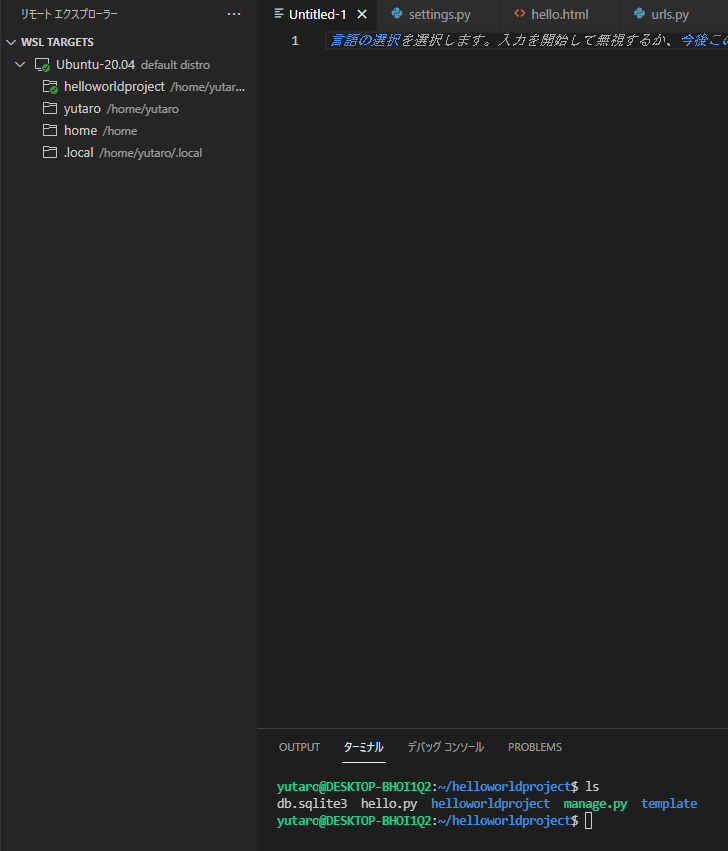 リモート エクスプローラー ···
WSL TARGETS
Ubuntu-20.04 default distro
helloworldproject /home/yutar...
yutaro /home/yutaro
home /home
.local /home/yutaro/.local
Untitled-1 settings.py hello.html urls.py
1 言語の選択を選択します。入力を開始して無視するか、今後この
OUTPUT ターミナル デバッグ コンソール PROBLEMS
yutaro@DESKTOP-BHOI1Q2:~/helloworldproject$ ls
db.sqlite3 hello.py helloworldproject manage.py template
yutaro@DESKTOP-BHOI1Q2:~/helloworldproject$